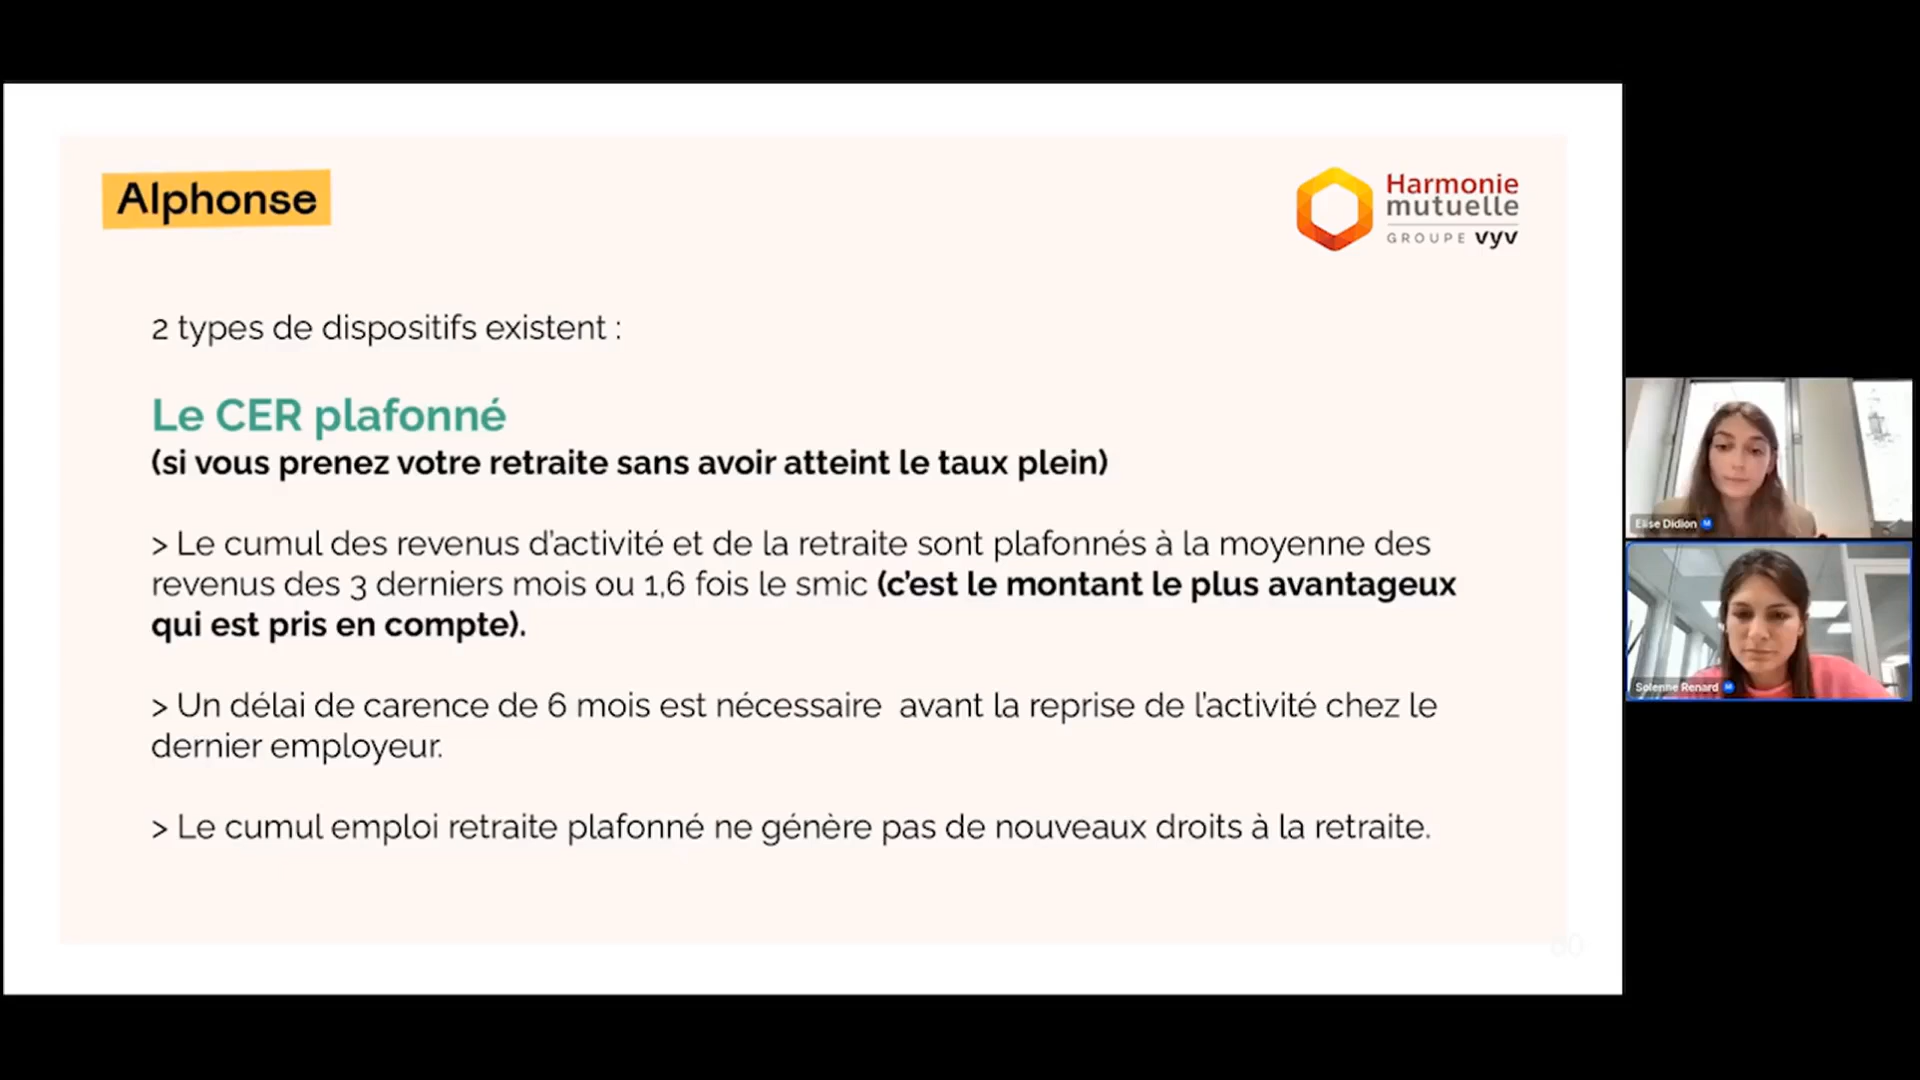 Alphonse
Harmonie
mutuelle
GROUPE vyv
2 types de dispositifs existent :
Le CER plafonné
(si vous prenez votre retraite sans avoir atteint le taux plein)
> Le cumul des revenus d'activité et de la retraite sont plafonnés à la moyenne des
revenus des 3 derniers mois ou 1,6 fois le smic (c'est le montant le plus avantageux
qui est pris en compte).
> Un délai de carence de 6 mois est nécessaire  avant la reprise de l'activité chez le
dernier employeur.
> Le cumul emploi retraite plafonné ne génère pas de nouveaux droits à la retraite.
Elise Didion
Solenne Renard